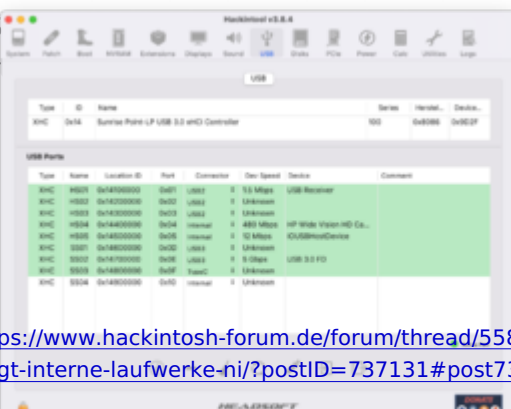 Hackintool v3.8.4
System Patch Boot NVRAM Extensions Displays Sound USB Disks PCIe Power Calc Utilities Logs
USB
Type ID Name Series Device...
XHC 0x14 Sunrise Point-LP USB 3.0 xHCI Controller 100 0x8086 0x9D2F
USB Ports
Type Name Location ID Port Connector Dev Speed Device Comment
XHC HS01 0x14100000 0x01 USB2 1.5 Mbps USB Receiver
XHC HS02 0x14200000 0x02 USB2 Unknown
XHC HS03 0x14300000 0x03 USB3 Unknown
XHC HS04 0x14400000 0x04 Internal 480 Mbps HP Wide Vision HD Ca...
XHC HS05 0x14500000 0x05 Internal 12 Mbps IOUSBHostDevice
XHC SS01 0x14600000 USB3 Unknown
XHC SS02 0x14700000 0x0E USB3 5 Gbps USB 3.0 FD
XHC SS03 0x14800000 0x0F TypeC Unknown
XHC SS04 0x14900000 0x10 Internal Unknown
ps://www.hackintosh-forum.de/forum/thread/558
gt-interne-laufwerke-ni/?postID=737131#post73
HEADSOFT
DONATE